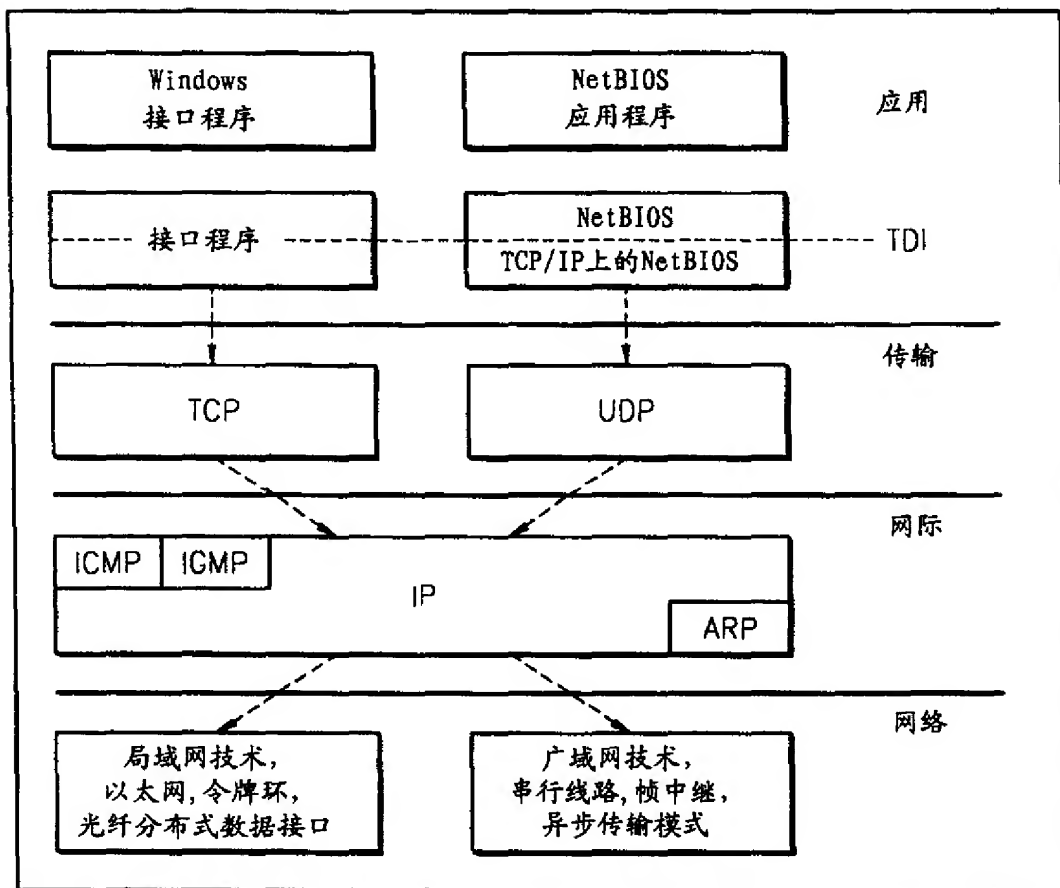 Windows
接口程序
NetBIOS
应用程序
应用
接口程序
NetBIOS
TCP/IP上的NetBIOS
TDI
传输
TCP
UDP
网际
ICMP
IGMP
IP
ARP
网络
局域网技术,
以太网,令牌环,
光纤分布式数据接口
广域网技术,
串行线路,帧中继,
异步传输模式